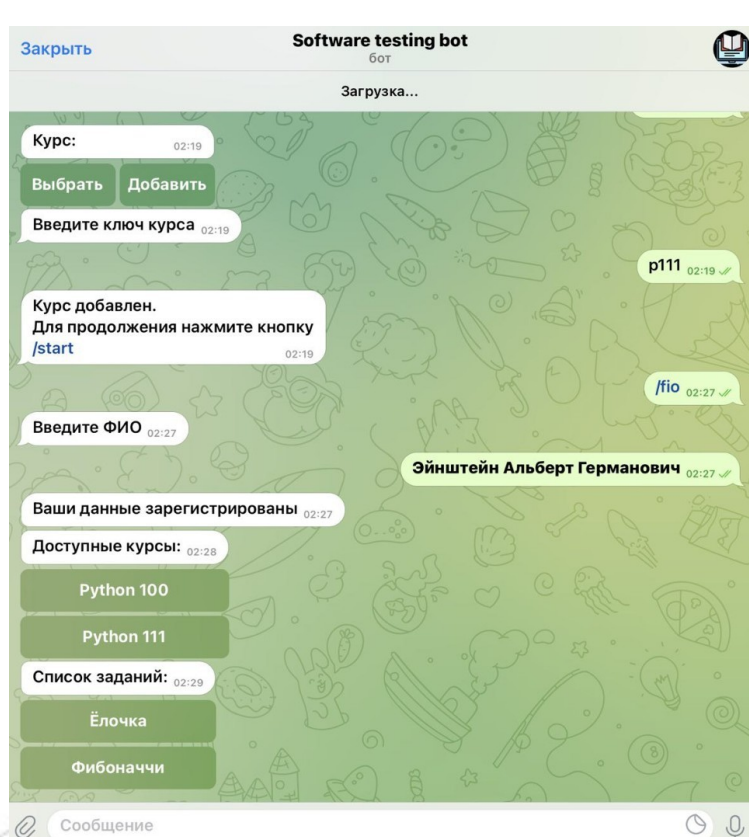 Закрыть
Software testing bot
бот
Загрузка...
Курс: 02:19
Выбрать Добавить
Введите ключ курса 02:19
p111 02:19
Курс добавлен.
Для продолжения нажмите кнопку
/start 02:19
/fio 02:27
Введите ФИО 02:27
Эйнштейн Альберт Германович 02:27
Ваши данные зарегистрированы 02:27
Доступные курсы: 02:28
Python 100
Python 111
Список заданий: 02:29
Ёлочка
Фибоначчи
Сообщение